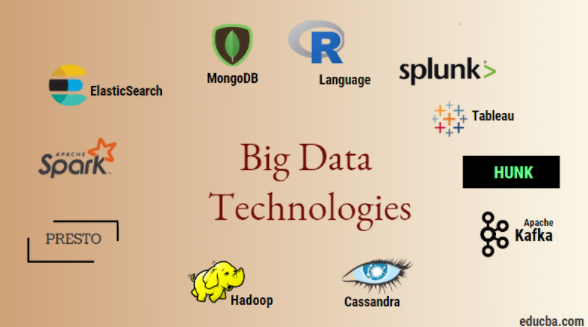 MongoDB
R
Language
splunk>
ElasticSearch
Tableau
APACHE
Spark
Big Data
Technologies
HUNK
PRESTO
Apache
Kafka
Hadoop
Cassandra
educba.com